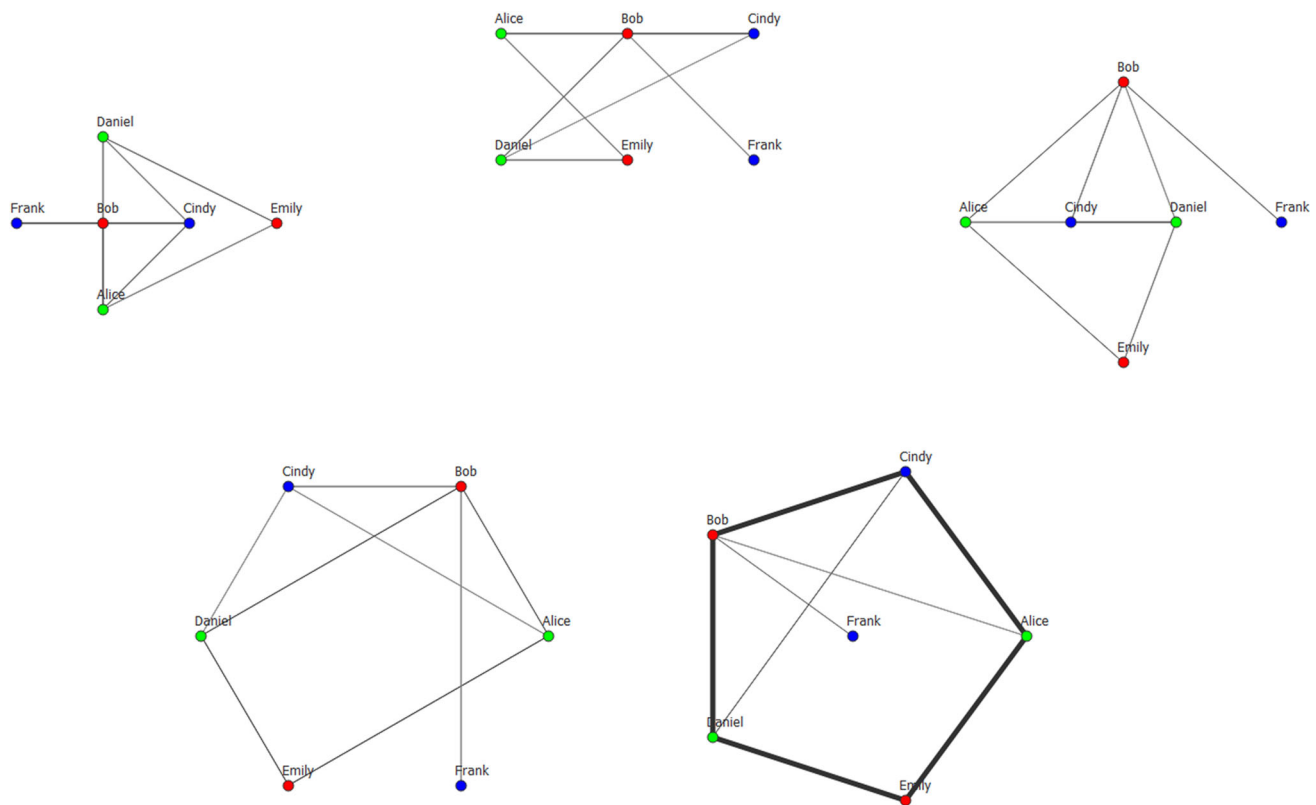 Alice Bob Cindy
Daniel Emily Frank
Daniel
Frank Bob Cindy Emily
Alice
Bob
Alice Cindy Daniel Frank
Emily
Cindy Bob
Daniel Alice
Emily Frank
Cindy
Bob
Frank Alice
Daniel
Emily